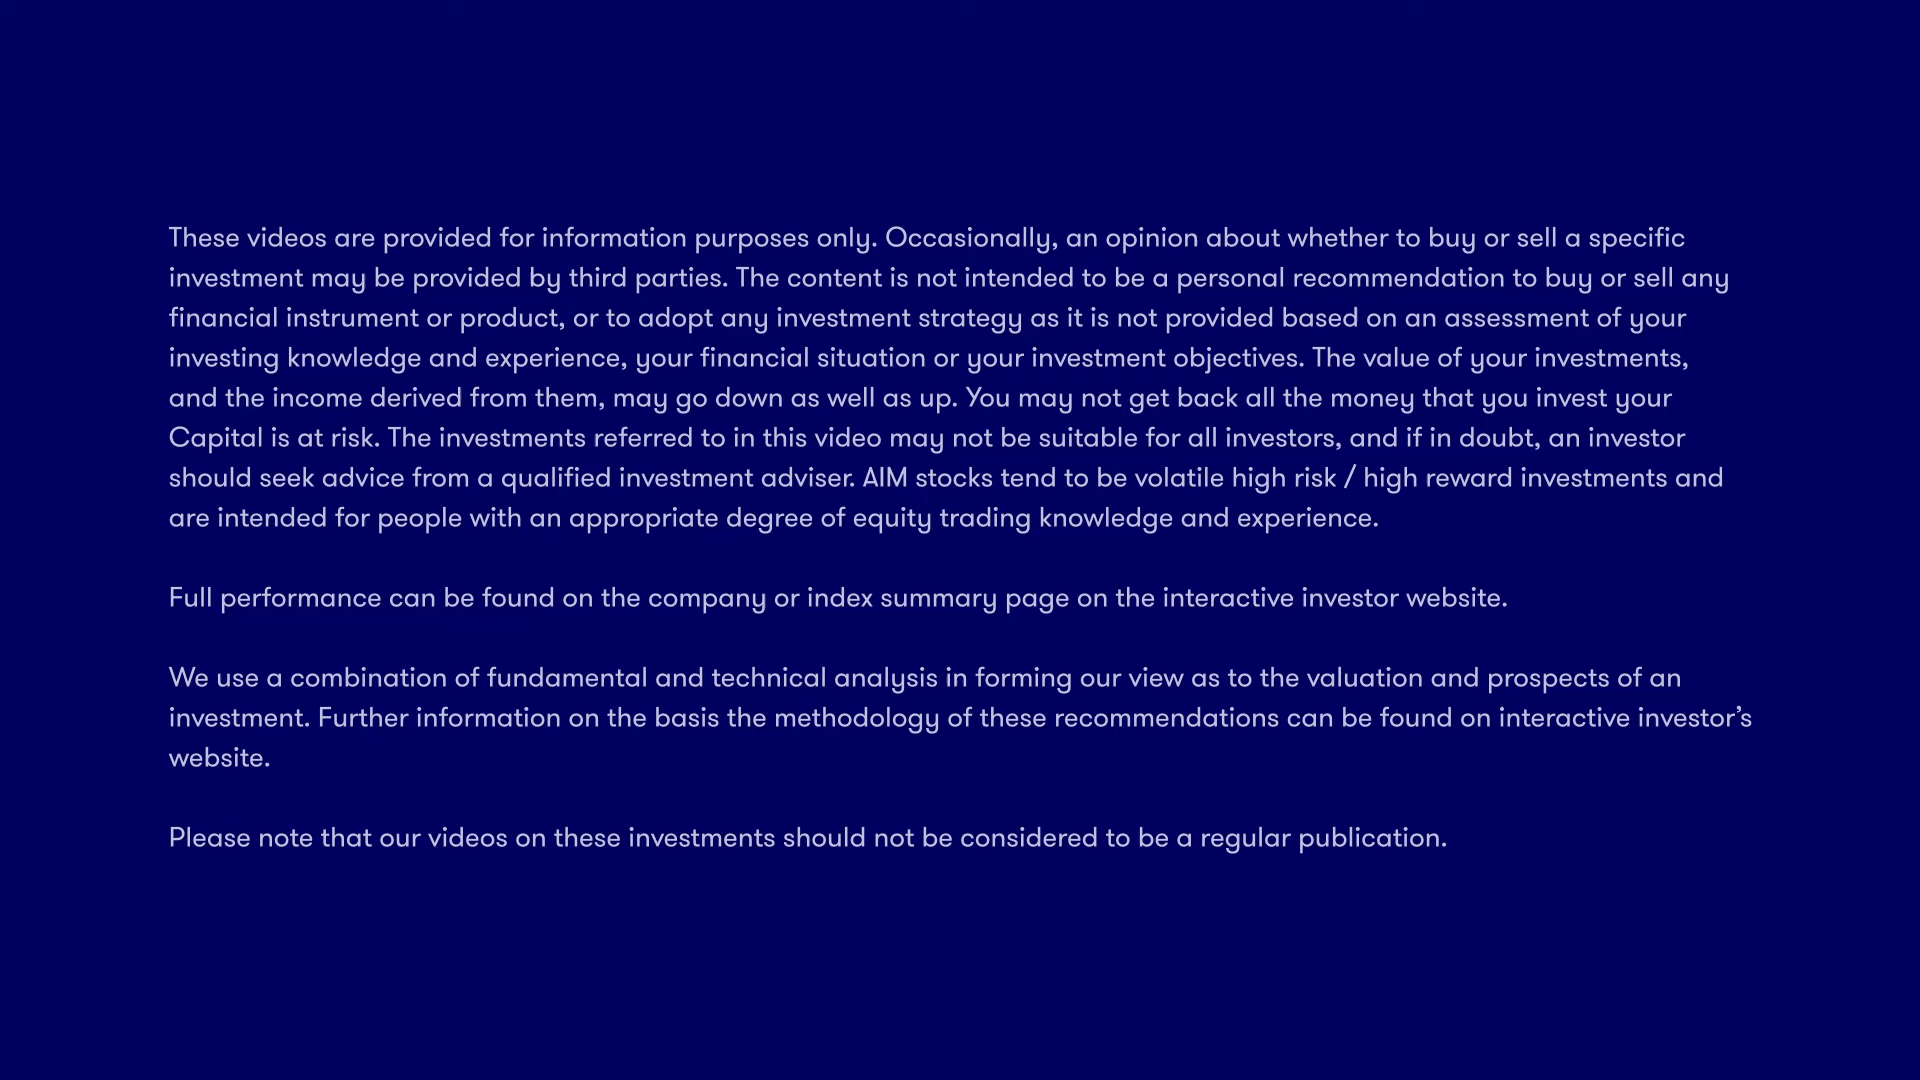 These videos are provided for information purposes only. Occasionally, an opinion about whether to buy or sell a specific
investment may be provided by third parties. The content is not intended to be a personal recommendation to buy or sell any
financial instrument or product, or to adopt any investment strategy as it is not provided based on an assessment of your
investing knowledge and experience, your financial situation or your investment objectives. The value of your investments,
and the income derived from them, may go down as well as up. You may not get back all the money that you invest your
Capital is at risk. The investments referred to in this video may not be suitable for all investors, and if in doubt, an investor
should seek advice from a qualified investment adviser. AIM stocks tend to be volatile high risk / high reward investments and
are intended for people with an appropriate degree of equity trading knowledge and experience.
Full performance can be found on the company or index summary page on the interactive investor website.
We use a combination of fundamental and technical analysis in forming our view as to the valuation and prospects of an
investment. Further information on the basis the methodology of these recommendations can be found on interactive investor’s
website.
Please note that our videos on these investments should not be considered to be a regular publication.